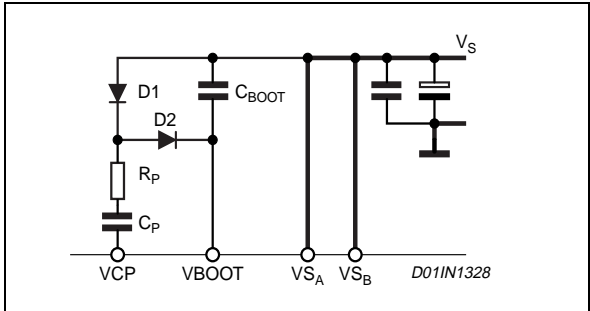 V_S
D1
C_BOOT
D2
R_P
C_P
VCP VBOOT VS_A VS_B D01IN1328